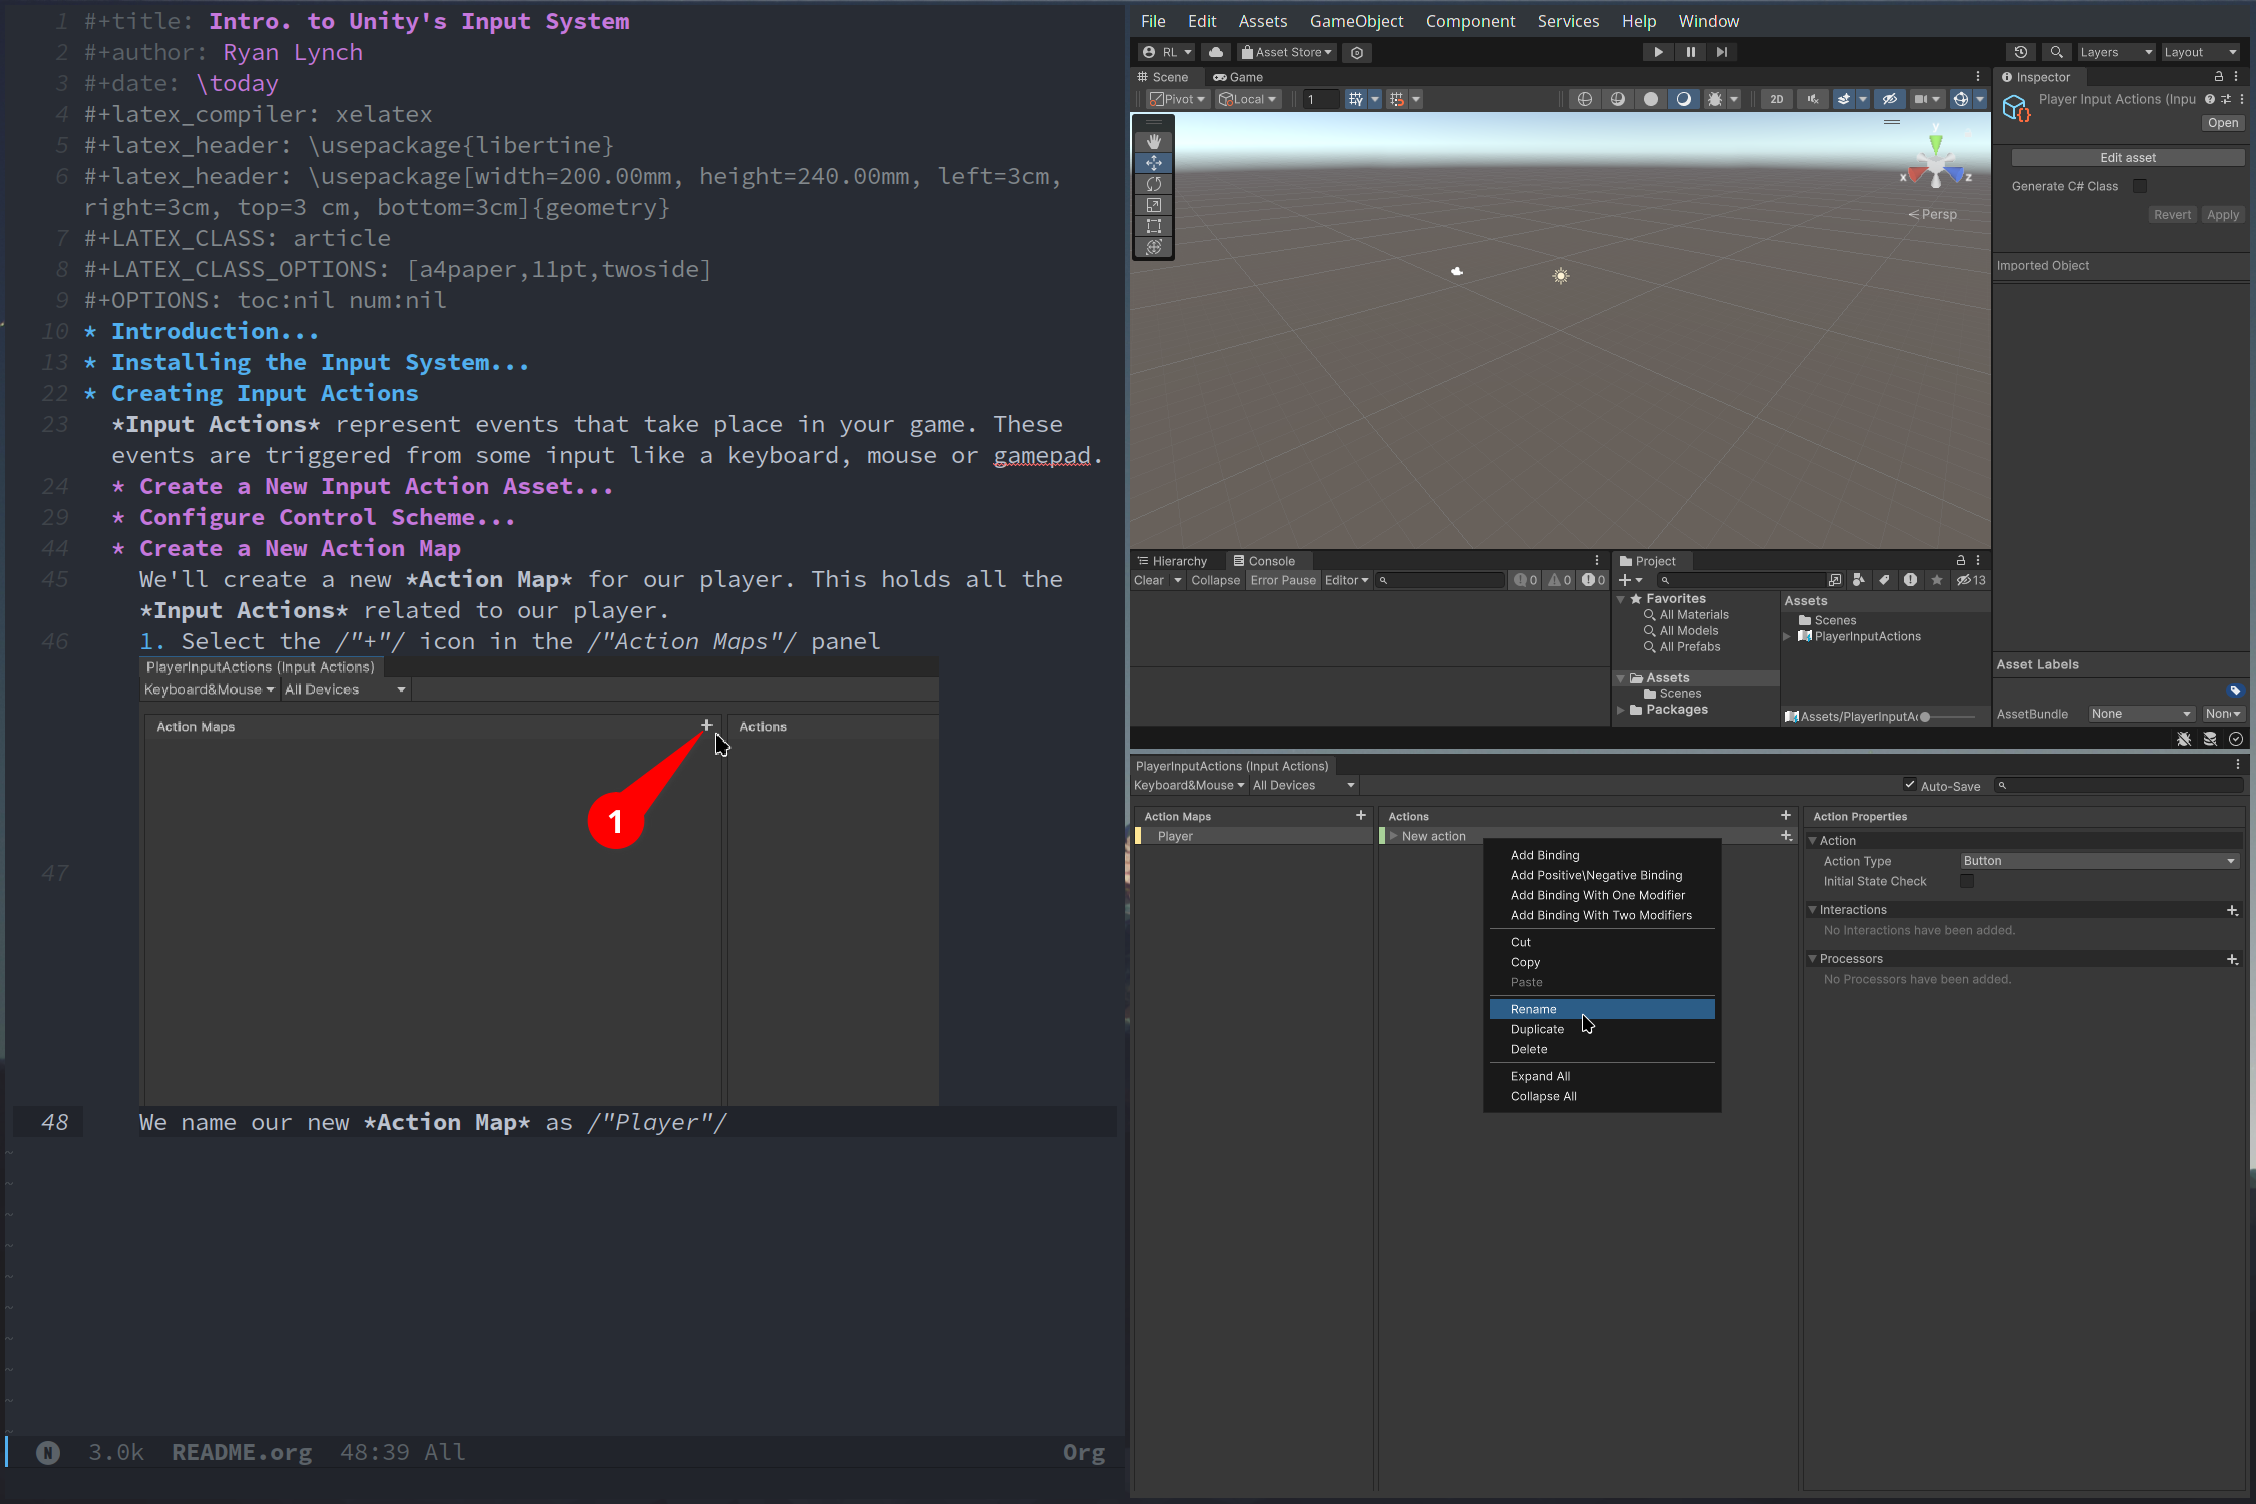 1 #+title: Intro. to Unity's Input System
2 #+author: Ryan Lynch
3 #+date: \today
4 #+latex_compiler: xelatex
5 #+latex_header: \usepackage{libertine}
6 #+latex_header: \usepackage[width=200.00mm, height=240.00mm, left=3cm,
right=3cm, top=3 cm, bottom=3cm]{geometry}
7 #+LATEX_CLASS: article
8 #+LATEX_CLASS_OPTIONS: [a4paper,11pt,twoside]
9 #+OPTIONS: toc:nil num:nil
10 * Introduction...
13 * Installing the Input System...
22 * Creating Input Actions
23 *Input Actions* represent events that take place in your game. These
events are triggered from some input like a keyboard, mouse or gamepad.
24 * Create a New Input Action Asset...
29 * Configure Control Scheme...
44 * Create a New Action Map
45 We'll create a new *Action Map* for our player. This holds all the
*Input Actions* related to our player.
46 1. Select the /"+"/ icon in the /"Action Maps"/ panel
PlayerInputActions (Input Actions)
Keyboard&Mouse All Devices
Action Maps + Actions
1
47
48 We name our new *Action Map* as /"Player"/
N 3.0k README.org 48:39 All Org
File Edit Assets GameObject Component Services Help Window
RL Asset Store Layers Layout
Scene Game
Pivot Local 1 2D
y
x z
Persp
Inspector
Player Input Actions (Inpu
Open
Edit asset
Generate C# Class
Revert Apply
Imported Object
Asset Labels
AssetBundle None Non
Hierarchy Console
Clear Collapse Error Pause Editor 0 0 0
Project
13
Favorites
All Materials
All Models
All Prefabs
Assets
Scenes
Packages
Assets
Scenes
PlayerInputActions
Assets/PlayerInputA
PlayerInputActions (Input Actions)
Keyboard&Mouse All Devices Auto-Save
Action Maps +
Player
Actions +
New action +
Add Binding
Add Positive\Negative Binding
Add Binding With One Modifier
Add Binding With Two Modifiers
Cut
Copy
Paste
Rename
Duplicate
Delete
Expand All
Collapse All
Action Properties
Action
Action Type Button
Initial State Check
Interactions +
No Interactions have been added.
Processors +
No Processors have been added.